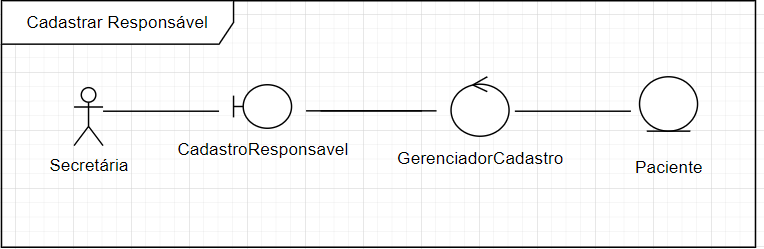 Cadastrar Responsável
Secretária
CadastroResponsavel
GerenciadorCadastro
Paciente